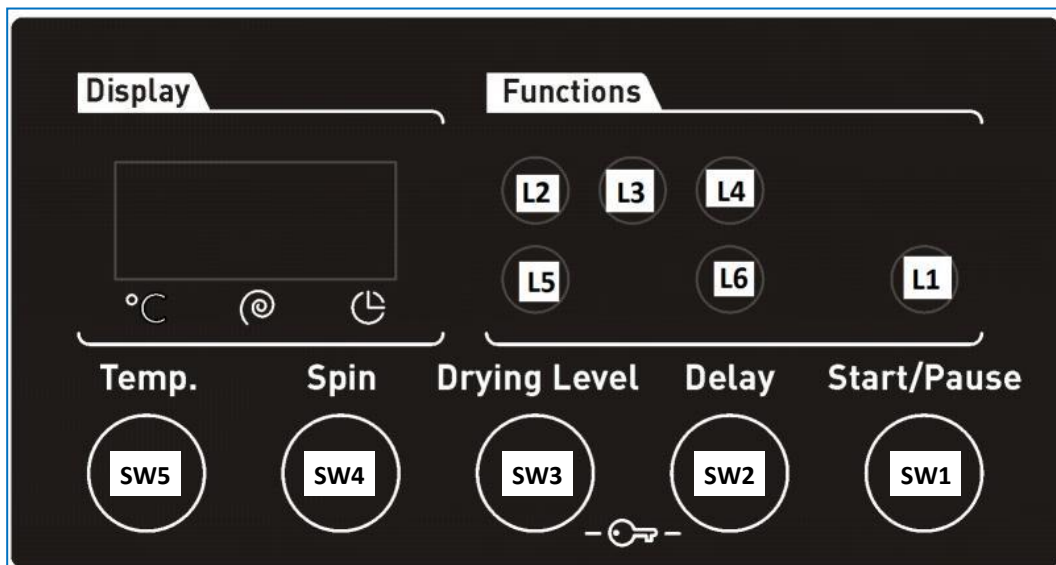 Display
Functions
L2 L3 L4
L5 L6 L1
°C
Temp. Spin Drying Level Delay Start/Pause
SW5 SW4 SW3 SW2 SW1